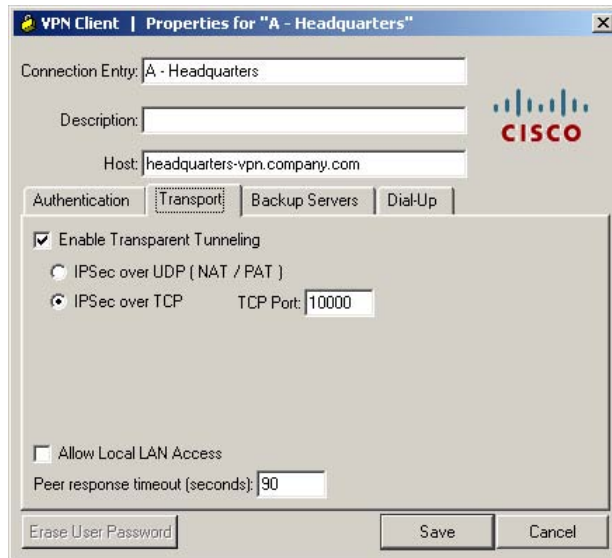 VPN Client | Properties for "A - Headquarters"
Connection Entry: A - Headquarters
CISCO
Description:
Host: headquarters-vpn.company.com
Authentication Transport Backup Servers Dial-Up
Enable Transparent Tunneling
IPSec over UDP ( NAT / PAT )
IPSec over TCP TCP Port: 10000
Allow Local LAN Access
Peer response timeout (seconds): 90
Erase User Password Save Cancel